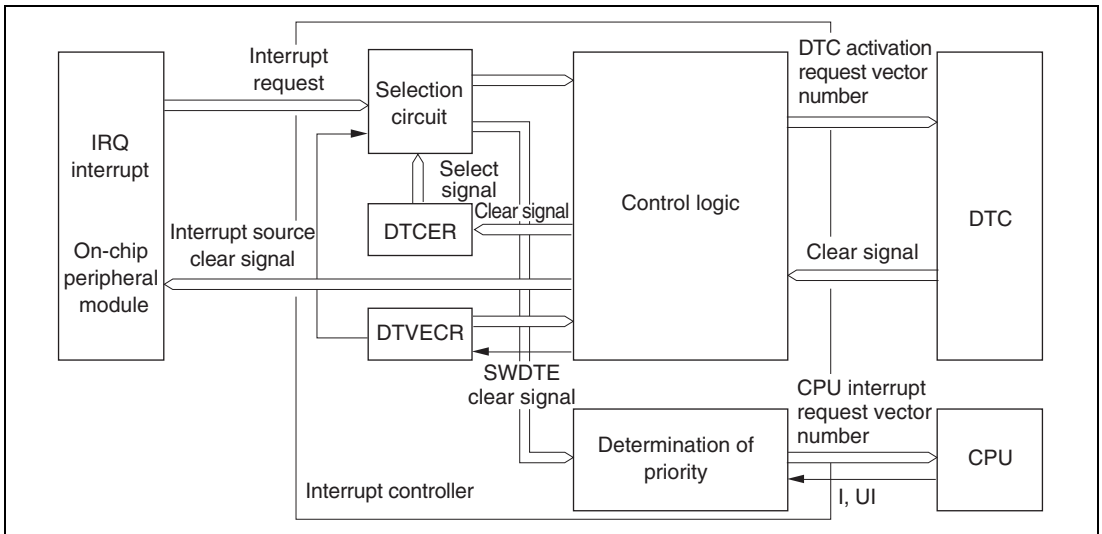 IRQ
interrupt
On-chip
peripheral
module
Interrupt
request
Interrupt source
clear signal
Selection
circuit
Select
signal
DTCER
Clear signal
DTVECR
SWDTE
clear signal
Control logic
DTC activation
request vector
number
DTC
Clear signal
CPU interrupt
request vector
number
Determination of
priority
CPU
I, UI
Interrupt controller